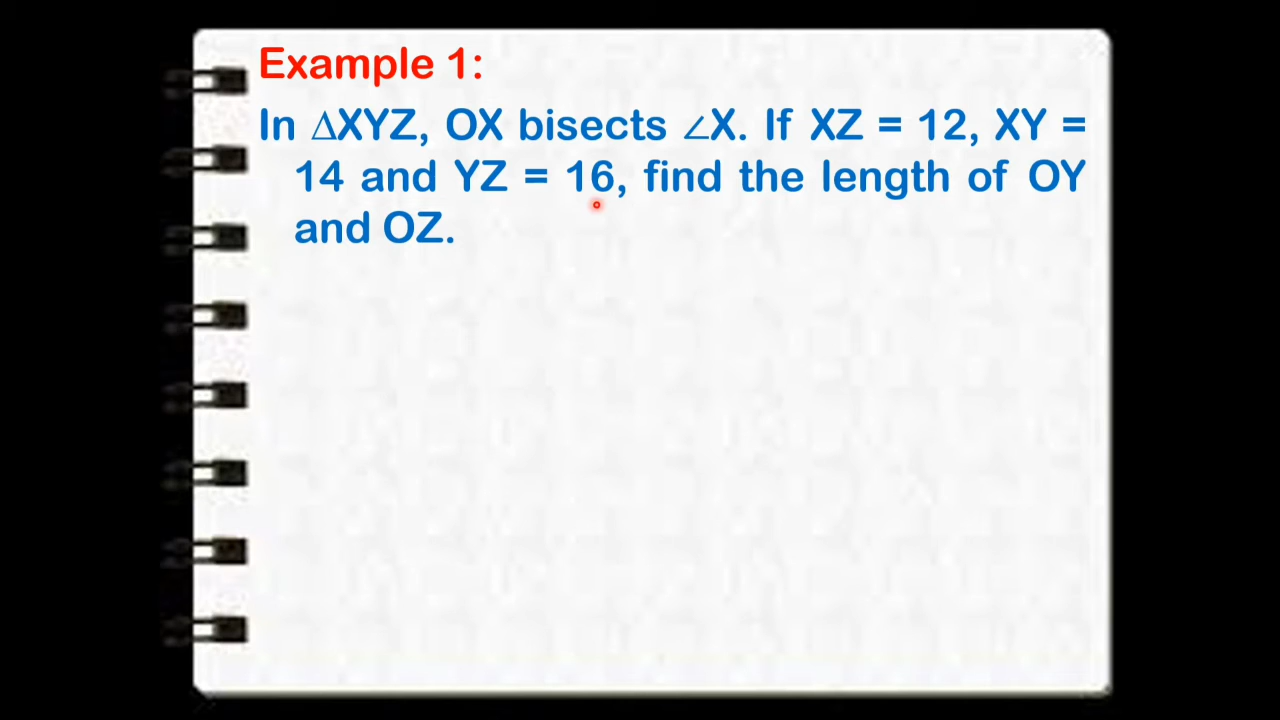 Example 1:
In ∆XYZ, OX bisects ∠X. If XZ = 12, XY =
14 and YZ = 16, find the length of OY
and OZ.